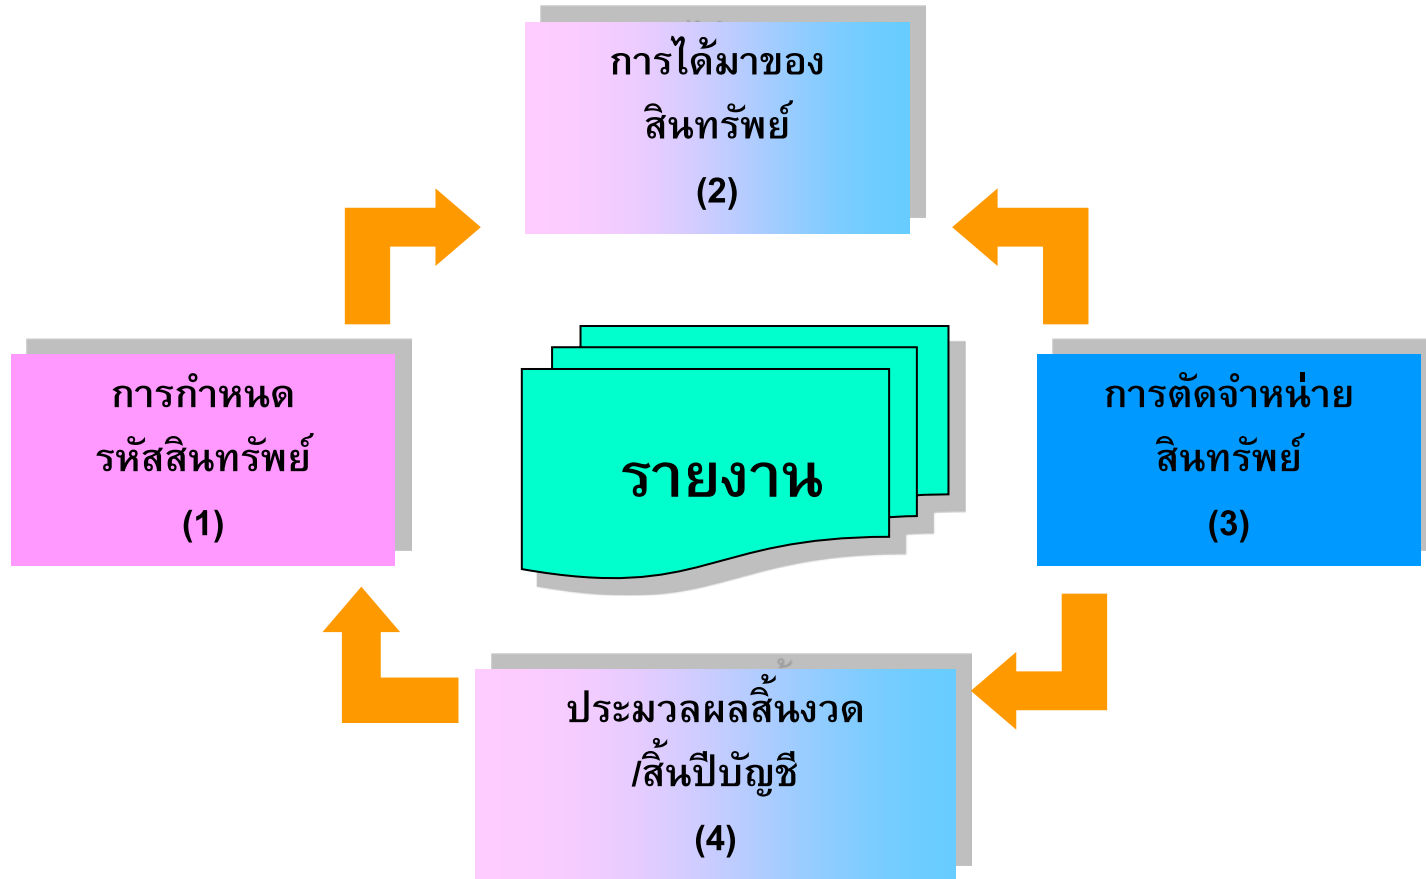 การได้มาของ
สินทรัพย์
(2)
การกำหนด
รหัสสินทรัพย์
(1)
รายงาน
การตัดจำหน่าย
สินทรัพย์
(3)
ประมวลผลสิ้นงวด
/สิ้นปีบัญชี
(4)